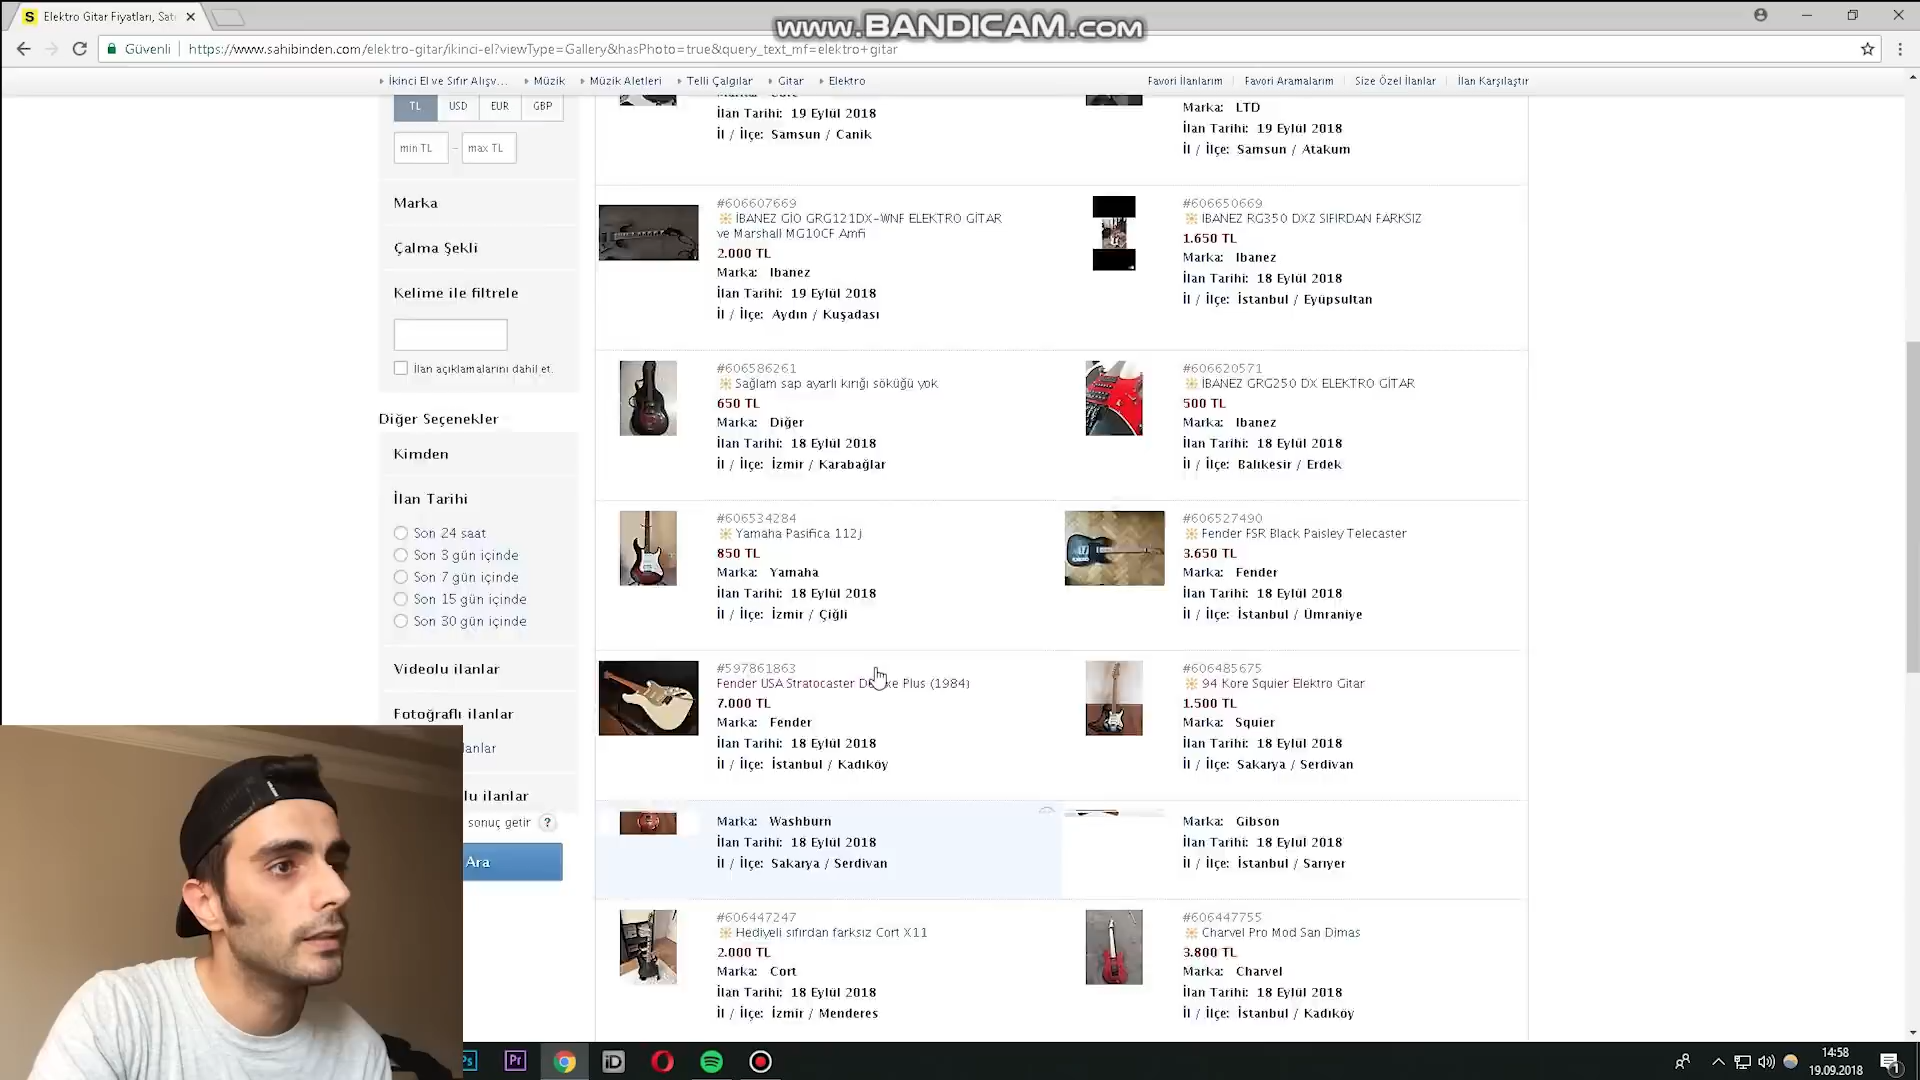 Elektro Gitar Fiyatları, Satı
www.BANDICAM.com
Güvenli
https://www.sahibinden.com/elektro-gitar/ikinci-el?viewType=Gallery&hasPhoto=true&query_text_mf=elektro+gitar
İkinci El ve Sıfır Alışv...
Müzik
Müzik Aletleri
Telli Çalgılar
Gitar
Elektro
Favori İlanlarım
Favori Aramalarım
Size Özel İlanlar
İlan Karşılaştır
TL
USD
EUR
GBP
min TL
-
max TL
Marka
Çalma Şekli
Kelime ile filtrele
İlan açıklamalarını dahil et.
Diğer Seçenekler
Kimden
İlan Tarihi
Son 24 saat
Son 3 gün içinde
Son 7 gün içinde
Son 15 gün içinde
Son 30 gün içinde
Videolu ilanlar
Fotoğraflı ilanlar
lu ilanlar
sonuç getir
?
Ara
İlan Tarihi: 19 Eylül 2018
İl / İlçe: Samsun / Canik
Marka: LTD
İlan Tarihi: 19 Eylül 2018
İl / İlçe: Samsun / Atakum
#606607669
İBANEZ GİO GRG121DX-WNF ELEKTRO GİTAR
ve Marshall MG10CF Amfi
2.000 TL
Marka: Ibanez
İlan Tarihi: 19 Eylül 2018
İl / İlçe: Aydın / Kuşadası
#606650669
IBANEZ RG350 DXZ SIFIRDAN FARKSIZ
1.650 TL
Marka: Ibanez
İlan Tarihi: 18 Eylül 2018
İl / İlçe: İstanbul / Eyüpsultan
#606586261
Sağlam sap ayarlı kırığı söküğü yok
650 TL
Marka: Diğer
İlan Tarihi: 18 Eylül 2018
İl / İlçe: İzmir / Karabağlar
#606620571
İBANEZ GRG250 DX ELEKTRO GİTAR
500 TL
Marka: Ibanez
İlan Tarihi: 18 Eylül 2018
İl / İlçe: Balıkesir / Erdek
#606534284
Yamaha Pasifica 112j
850 TL
Marka: Yamaha
İlan Tarihi: 18 Eylül 2018
İl / İlçe: İzmir / Çiğli
#606527490
Fender FSR Black Paisley Telecaster
3.650 TL
Marka: Fender
İlan Tarihi: 18 Eylül 2018
İl / İlçe: İstanbul / Ümraniye
#597861863
Fender USA Stratocaster Plus (1984)
7.000 TL
Marka: Fender
İlan Tarihi: 18 Eylül 2018
İl / İlçe: İstanbul / Kadıköy
#606485675
94 Kore Squier Elektro Gitar
1.500 TL
Marka: Squier
İlan Tarihi: 18 Eylül 2018
İl / İlçe: Sakarya / Serdivan
Marka: Washburn
İlan Tarihi: 18 Eylül 2018
İl / İlçe: Sakarya / Serdivan
Marka: Gibson
İlan Tarihi: 18 Eylül 2018
İl / İlçe: İstanbul / Sarıyer
#606447247
Hediyeli sıfırdan farksız Cort X11
2.000 TL
Marka: Cort
İlan Tarihi: 18 Eylül 2018
İl / İlçe: İzmir / Menderes
#606447755
Charvel Pro Mod San Dimas
3.800 TL
Marka: Charvel
İlan Tarihi: 18 Eylül 2018
İl / İlçe: İstanbul / Kadıköy
Ps
Pr
iD
14:58
19.09.2018
1